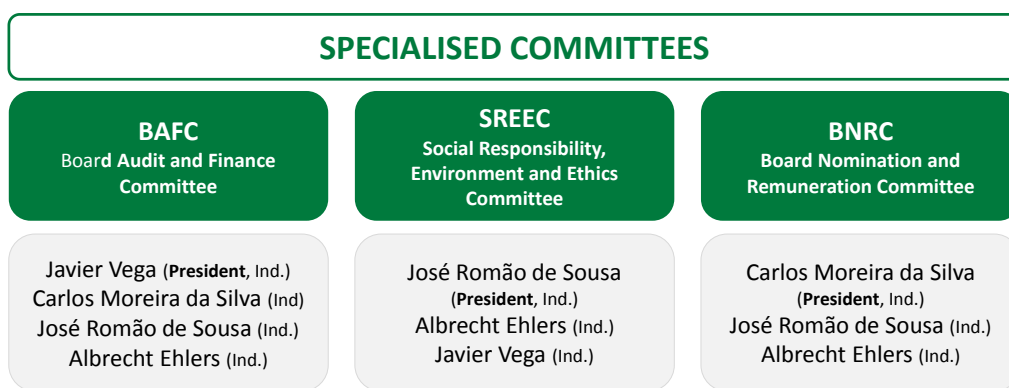 SPECIALISED COMMITTEES
BAFC
Board Audit and Finance
Committee
Javier Vega (President, Ind.)
Carlos Moreira da Silva (Ind)
José Romão de Sousa (Ind.)
Albrecht Ehlers (Ind.)
SREEC
Social Responsibility,
Environment and Ethics
Committee
José Romão de Sousa
(President, Ind.)
Albrecht Ehlers (Ind.)
Javier Vega (Ind.)
BNRC
Board Nomination and
Remuneration Committee
Carlos Moreira da Silva
(President, Ind.)
José Romão de Sousa (Ind.)
Albrecht Ehlers (Ind.)